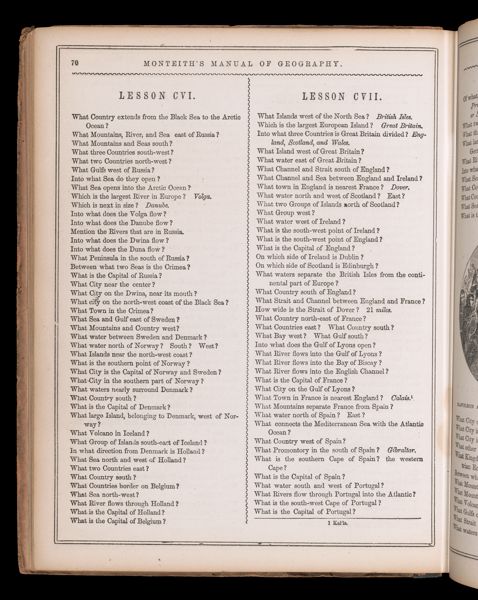 70
MONTEITH'S MANUAL OF GEOGRAPHY.
LESSON CVI.
What Country extends from the Black Sea to the Arctic
Ocean?
What Mountains, River, and Sea east of Russia?
What Mountains and Seas south?
What three Countries south-west?
What two Countries north-west?
What Gulfs west of Russia?
Into what Sea do they open?
What Sea opens into the Arctic Ocean?
Which is the largest River in Europe? Volga.
Which is next in size? Danube.
Into what does the Volga flow?
Into what does the Danube flow?
Mention the Rivers that are in Russia.
Into what does the Dwina flow?
Into what does the Duna flow?
What Peninsula in the south of Russia?
Between what two Seas is the Crimea?
What is the Capital of Russia?
What City near the center?
What City on the Dwina, near its mouth?
What city on the north-west coast of the Black Sea?
What Town in the Crimea?
What Sea and Gulf east of Sweden?
What Mountains and Country west?
What water between Sweden and Denmark?
What water north of Norway? South? West?
What Islands near the north-west coast?
What is the southern point of Norway?
What City is the Capital of Norway and Sweden?
What City in the southern part of Norway?
What waters nearly surround Denmark?
What Country south?
What is the Capital of Denmark?
What large Island, belonging to Denmark, west of Nor-
way?
What Volcano in Iceland?
What Group of Islands south-east of Iceland?
In what direction from Denmark is Holland?
What Sea north and west of Holland?
What two Countries east?
What Country south?
What Countries border on Belgium?
What Sea north-west?
What River flows through Holland?
What is the Capital of Holland?
What is the Capital of Belgium?
LESSON CVII.
What Islands west of the North Sea? British Isles.
Which is the largest European Island? Great Britain.
Into what three Countries is Great Britain divided? Eng-
land, Scotland, and Wales.
What Island west of Great Britain?
What water east of Great Britain?
What Channel and Strait south of England?
What Channel and Sea between England and Ireland?
What town in England is nearest France? Dover.
What water north and west of Scotland? East?
What two Groups of Islands north of Scotland?
What Group west?
What water west of Ireland?
What is the south-west point of Ireland?
What is the south-west point of England?
What is the Capital of England?
On which side of Ireland is Dublin?
On which side of Scotland is Edinburgh?
What waters separate the British Isles from the conti-
nental part of Europe?
What Country south of England?
What Strait and Channel between England and France?
How wide is the Strait of Dover? 21 miles.
What Country north-east of France?
What Countries east? What Country south?
What Bay west? What Gulf south?
Into what does the Gulf of Lyons open?
What River flows into the Gulf of Lyons?
What River flows into the Bay of Biscay?
What River flows into the English Channel?
What is the Capital of France?
What City on the Gulf of Lyons?
What Town in France is nearest England? Calais.¹
What Mountains separate France from Spain?
What water north of Spain? East?
What connects the Mediterranean Sea with the Atlantic
Ocean?
What Country west of Spain?
What Promontory in the south of Spain? Gibraltar.
What is the southern Cape of Spain? the western
Cape?
What is the Capital of Spain?
What water south and west of Portugal?
What Rivers flow through Portugal into the Atlantic?
What is the south-west Cape of Portugal?
What is the Capital of Portugal?
1 Kal'is.